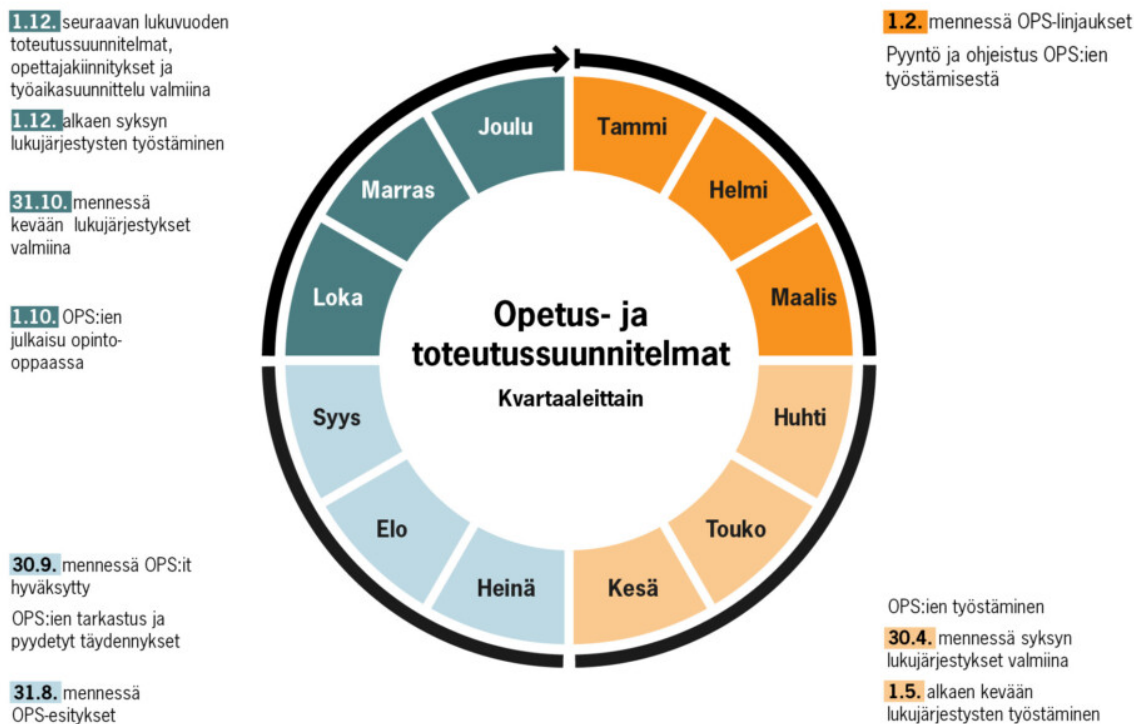 1.12. seuraavan lukuvuoden
toteutussuunnitelmat,
opettajakiinnitykset ja
työaikasuunnittelu valmiina
1.12. alkaen syksyn
lukujärjestysten työstäminen
31.10. mennessä
kevään lukujärjestykset
valmiina
1.10. OPS:ien
julkaisu opinto-
oppaassa
30.9. mennessä OPS:it
hyväksytty
OPS:ien tarkastus ja
pyydetyt täydennykset
31.8. mennessä
OPS-esitykset
Joulu
Tammi
Marras
Helmi
Loka
Maalis
Opetus- ja
toteutussuunnitelmat
Kvartaaleittain
Syys
Huhti
Elo
Touko
Heinä
Kesä
1.2. mennessä OPS-linjaukset
Pyyntö ja ohjeistus OPS:ien
työstämisestä
OPS:ien työstäminen
30.4. mennessä syksyn
lukujärjestykset valmiina
1.5. alkaen kevään
lukujärjestysten työstäminen